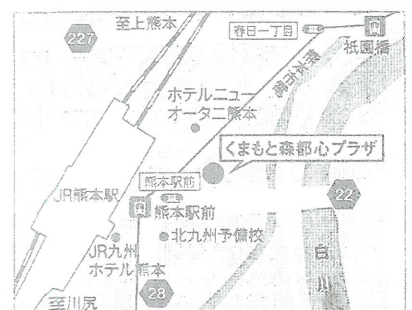 至上熊本
227
春日一丁目
祇園橋
熊本市電
ホテルニュー
オータニ熊本
くまもと森都心プラザ
熊本駅前
JR熊本駅
22
熊本駅前
北九州予備校
JR九州
ホテル熊本
白川
28
至川尻